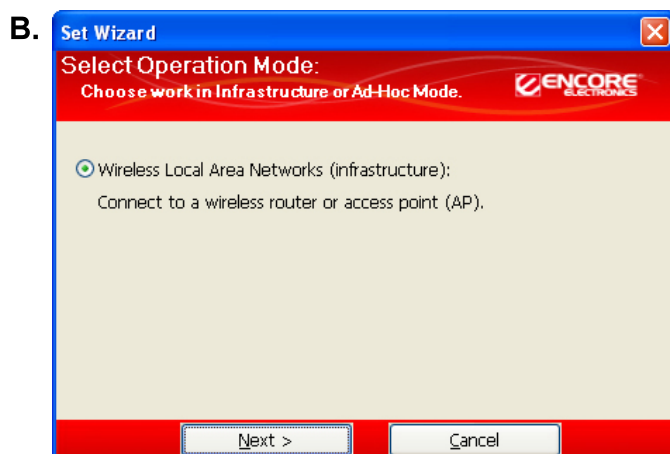 B.
Set Wizard
Select Operation Mode:
Choose work in Infrastructure or Ad-Hoc Mode.
ENCORE
ELECTRONICS
Wireless Local Area Networks (infrastructure):
Connect to a wireless router or access point (AP).
Next >
Cancel